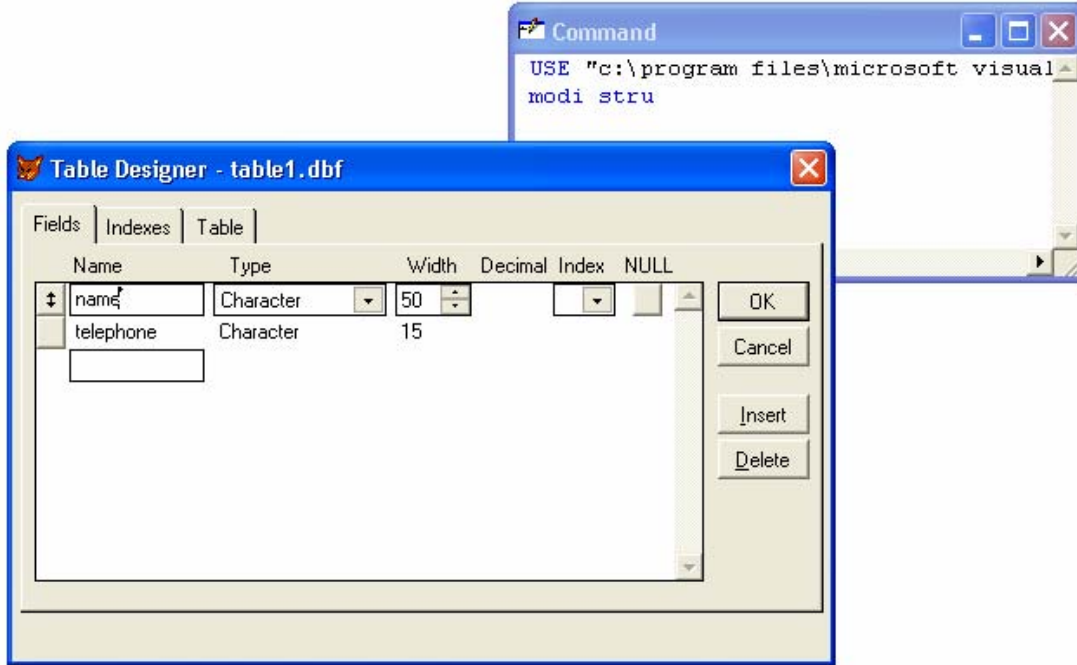 Command
USE "c:\program files\microsoft visual
modi stru
Table Designer - table1.dbf
Fields Indexes Table
Name Type Width Decimal Index NULL
name Character 50 OK
telephone Character 15
Cancel
Insert
Delete